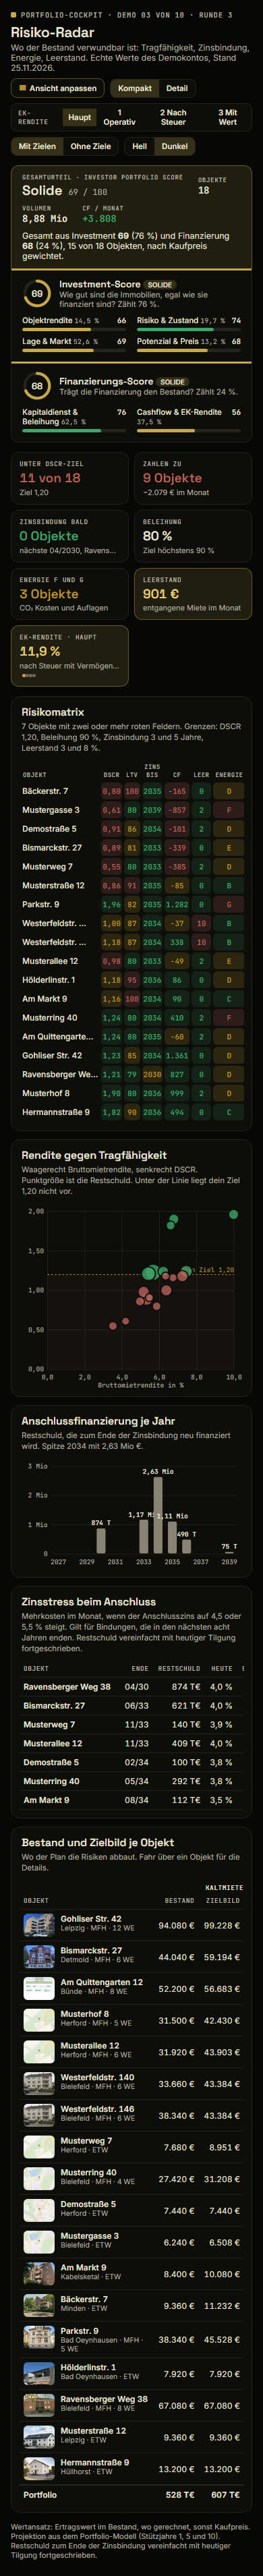 PORTFOLIO-COCKPIT · DEMO 03 VON 10 · RUNDE 3
Risiko-Radar
Wo der Bestand verwundbar ist: Tragfähigkeit, Zinsbindung,
Energie, Leerstand. Echte Werte des Demokontos, Stand
25.11.2026.
Ansicht anpassen
Kompakt Detail
EK-RENDITE Haupt 1 Operativ 2 Nach Steuer 3 Mit Wert
Mit Zielen Ohne Ziele Hell Dunkel
GESAMTURTEIL · INVESTOR PORTFOLIO SCORE
Solide 69 / 100
OBJEKTE
18
VOLUMEN CF / MONAT
8,88 Mio +3.808
Gesamt aus Investment 69 (76 %) und Finanzierung
68 (24 %), 15 von 18 Objekten, nach Kaufpreis
gewichtet.
69
Investment-Score SOLIDE
Wie gut sind die Immobilien, egal wie sie
finanziert sind? Zählt 76 %.
Objektrendite 14,5 % 66 Risiko & Zustand 19,7 % 74
Lage & Markt 52,6 % 69 Potenzial & Preis 13,2 % 68
68
Finanzierungs-Score SOLIDE
Trägt die Finanzierung den Bestand? Zählt 24 %.
Kapitaldienst & Beleihung 62,5 % 76 Cashflow & EK-Rendite 37,5 % 56
UNTER DSCR-ZIEL
11 von 18
Ziel 1,20
ZAHLEN ZU
9 Objekte
−2.079 € im Monat
ZINSBINDUNG BALD
0 Objekte
nächste 04/2030, Ravens...
BELEIHUNG
80 %
Ziel höchstens 90 %
ENERGIE F UND G
3 Objekte
CO₂ Kosten und Auflagen
LEERSTAND
901 €
entgangene Miete im Monat
EK-RENDITE · HAUPT
11,9 %
nach Steuer mit Vermögen...
Risikomatrix
7 Objekte mit zwei oder mehr roten Feldern. Grenzen: DSCR
1,20, Beleihung 90 %, Zinsbindung 3 und 5 Jahre,
Leerstand 3 und 8 %.
OBJEKT DSCR LTV ZINS BIS CF LEER ENERGIE
Bäckerstr. 7 0,80 100 2035 -165 0 D
Mustergasse 3 0,61 80 2039 -857 2 F
Demostraße 5 0,91 86 2034 -101 2 D
Bismarckstr. 27 0,89 81 2033 -339 0 E
Musterweg 7 0,55 80 2033 -385 2 D
Musterstraße 12 0,86 91 2035 -85 0 B
Parkstr. 9 1,96 82 2035 1.282 0 G
Westerfeldstr. ... 1,00 87 2034 -37 10 B
Westerfeldstr. ... 1,18 87 2034 338 10 B
Musterallee 12 0,98 80 2033 -49 2 E
Hölderlinstr. 1 1,18 95 2036 86 0 D
Am Markt 9 1,16 100 2034 90 0 C
Musterring 40 1,24 80 2034 410 2 F
Am Quittengarte... 1,24 80 2035 -60 2 D
Gohliser Str. 42 1,23 85 2034 1.361 0 D
Ravensberger We... 1,21 79 2030 827 0 D
Musterhof 8 1,90 80 2036 999 2 D
Hermannstraße 9 1,82 90 2036 494 0 C
Rendite gegen Tragfähigkeit
Waagerecht Bruttomietrendite, senkrecht DSCR.
Punktgröße ist die Restschuld. Unter der Linie liegt dein Ziel
1,20 nicht vor.
2,00
1,50
Ziel 1,20
1,00
0,50
0,00
0,0 2,0 4,0 6,0 8,0 10,0
Bruttomietrendite in %
Anschlussfinanzierung je Jahr
Restschuld, die zum Ende der Zinsbindung neu finanziert
wird. Spitze 2034 mit 2,63 Mio €.
3 Mio
2,63 Mio
2 Mio
1,17 Mi 1,11 Mio
874 T
1 Mio
490 T
75 T
0
2027 2029 2031 2033 2035 2037 2039
Zinsstress beim Anschluss
Mehrkosten im Monat, wenn der Anschlusszins auf 4,5 oder
5,5 % steigt. Gilt für Bindungen, die in den nächsten acht
Jahren enden. Restschuld vereinfacht mit heutiger Tilgung
fortgeschrieben.
OBJEKT ENDE RESTSCHULD HEUTE
Ravensberger Weg 38 04/30 874 T€ 4,0 %
Bismarckstr. 27 06/33 621 T€ 4,0 %
Musterweg 7 11/33 140 T€ 3,9 %
Musterallee 12 11/33 409 T€ 4,0 %
Demostraße 5 02/34 100 T€ 3,8 %
Musterring 40 05/34 292 T€ 3,8 %
Am Markt 9 08/34 112 T€ 3,5 %
Bestand und Zielbild je Objekt
Wo der Plan die Risiken abbaut. Fahr über ein Objekt für die
Details.
KALTMIETE
OBJEKT BESTAND ZIELBILD
Gohliser Str. 42 94.080 € 99.228 €
Leipzig · MFH · 12 WE
Bismarckstr. 27 44.040 € 59.194 €
Detmold · MFH · 6 WE
Am Quittengarten 12 52.200 € 56.683 €
Bünde · MFH · 8 WE
Musterhof 8 31.500 € 42.430 €
Herford · MFH · 5 WE
Musterallee 12 31.920 € 43.903 €
Herford · MFH · 6 WE
Westerfeldstr. 140 33.660 € 43.384 €
Bielefeld · MFH · 6 WE
Westerfeldstr. 146 38.340 € 43.384 €
Bielefeld · MFH · 6 WE
Musterweg 7 7.680 € 8.951 €
Herford · ETW
Musterring 40 27.420 € 31.208 €
Bielefeld · MFH · 4 WE
Demostraße 5 7.440 € 7.440 €
Herford · ETW
Mustergasse 3 6.240 € 6.508 €
Bielefeld · ETW
Am Markt 9 8.400 € 10.080 €
Kabelsketal · ETW
Bäckerstr. 7 9.360 € 11.232 €
Minden · ETW
Parkstr. 9 38.340 € 45.528 €
Bad Oeynhausen · MFH ·
5 WE
Hölderlinstr. 1 7.920 € 7.920 €
Bad Oeynhausen · ETW
Ravensberger Weg 38 67.080 € 67.080 €
Bielefeld · MFH · 8 WE
Musterstraße 12 9.360 € 9.360 €
Leipzig · ETW
Hermannstraße 9 13.200 € 13.200 €
Hüllhorst · ETW
Portfolio 528 T€ 607 T€
Wertansatz: Ertragswert im Bestand, wo gerechnet, sonst Kaufpreis.
Projektion aus dem Portfolio-Modell (Stützjahre 1, 5 und 10).
Restschuld zum Ende der Zinsbindung vereinfacht mit heutiger
Tilgung fortgeschrieben.